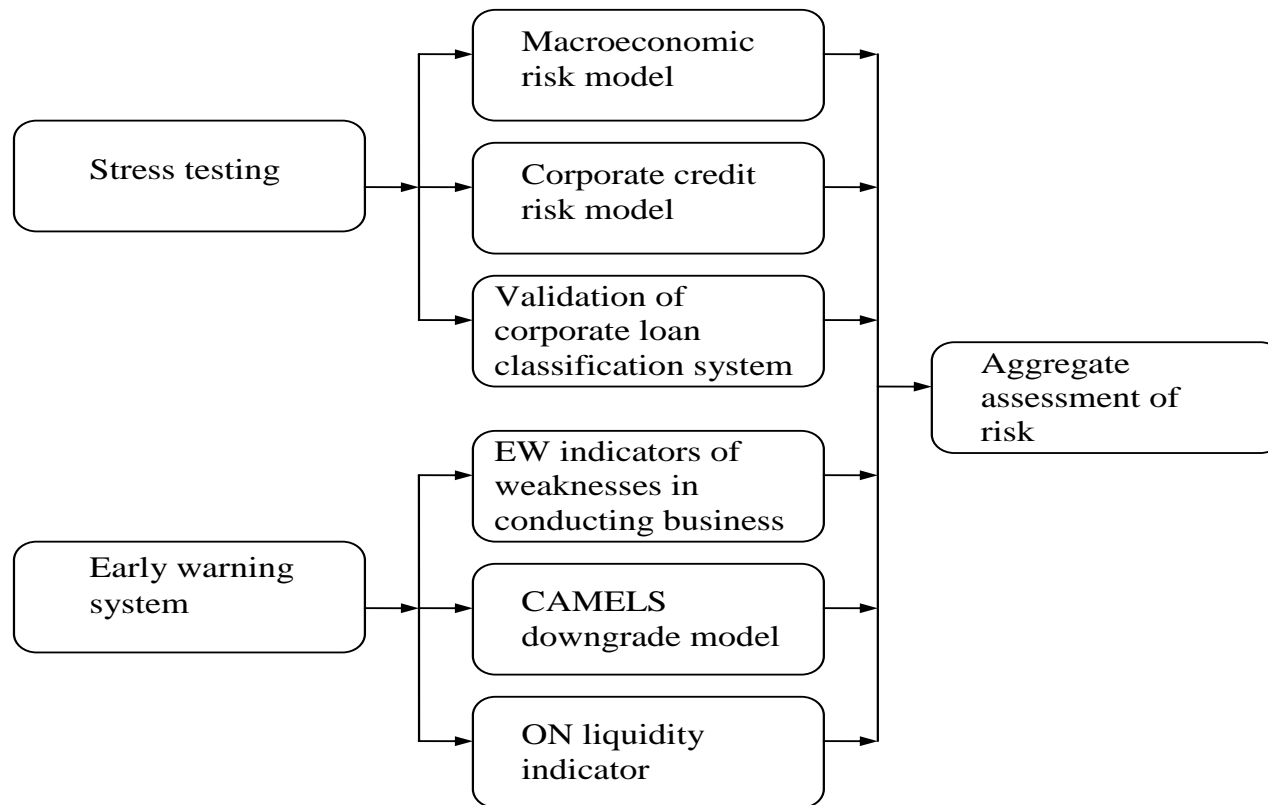 Macroeconomic
risk model
Stress testing
Corporate credit
risk model
Validation of
corporate loan
classification system
Aggregate
assessment of
risk
EW indicators of
weaknesses in
conducting business
Early warning
system
CAMELS
downgrade model
ON liquidity
indicator